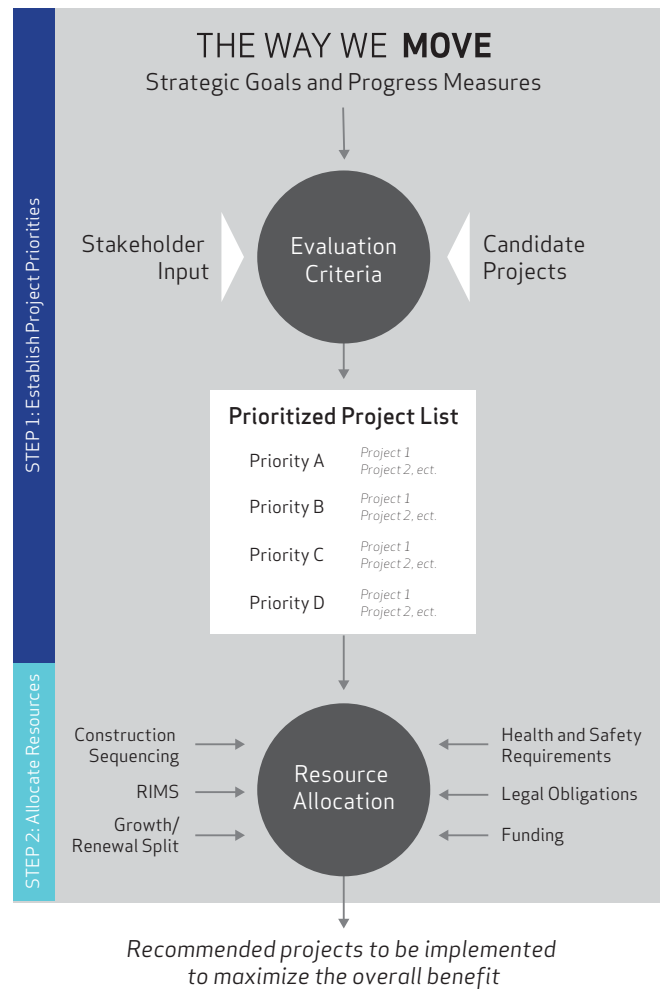 THE WAY WE MOVE
Strategic Goals and Progress Measures
STEP 1: Establish Project Priorities
Stakeholder
Input
Evaluation
Criteria
Candidate
Projects
Prioritized Project List
Priority A
Project 1
Project 2, ect.
Priority B
Project 1
Project 2, ect.
Priority C
Project 1
Project 2, ect.
Priority D
Project 1
Project 2, ect.
STEP 2: Allocate Resources
Construction
Sequencing
RIMS
Growth/
Renewal Split
Resource
Allocation
Health and Safety
Requirements
Legal Obligations
Funding
Recommended projects to be implemented
to maximize the overall benefit